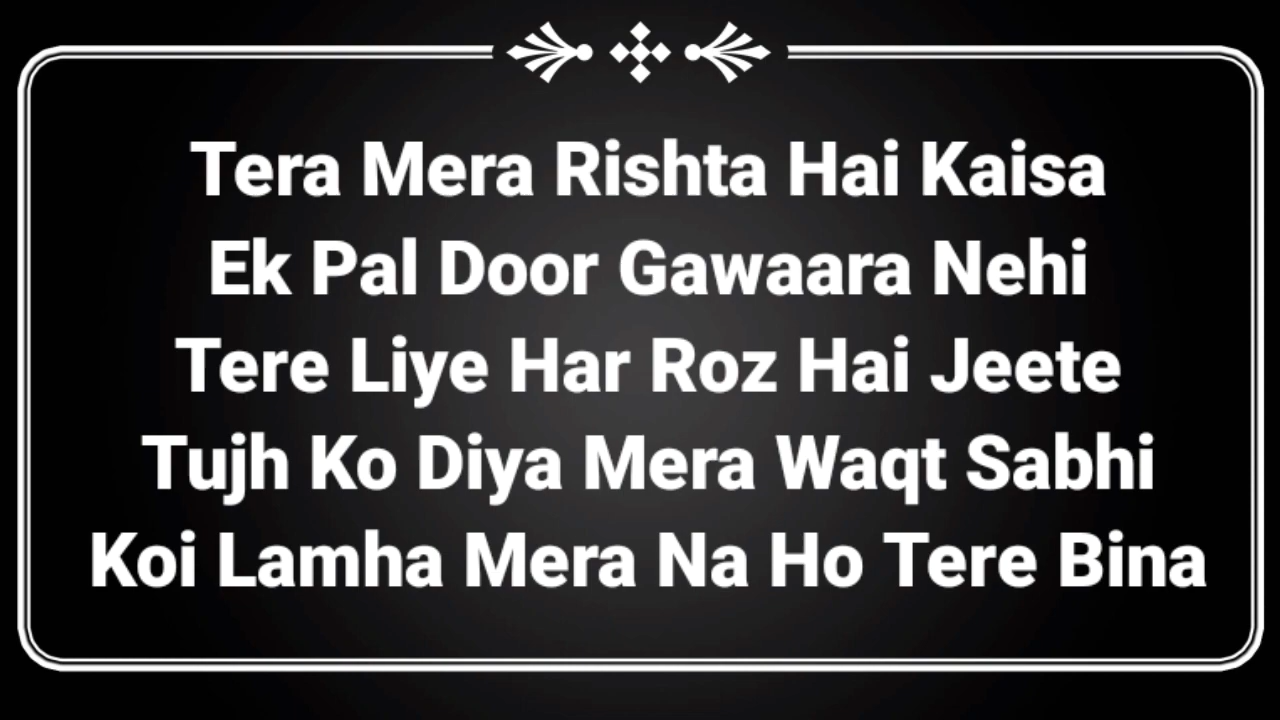 Tera Mera Rishta Hai Kaisa
Ek Pal Door Gawaara Nehi
Tere Liye Har Roz Hai Jeete
Tujh Ko Diya Mera Waqt Sabhi
Koi Lamha Mera Na Ho Tere Bina